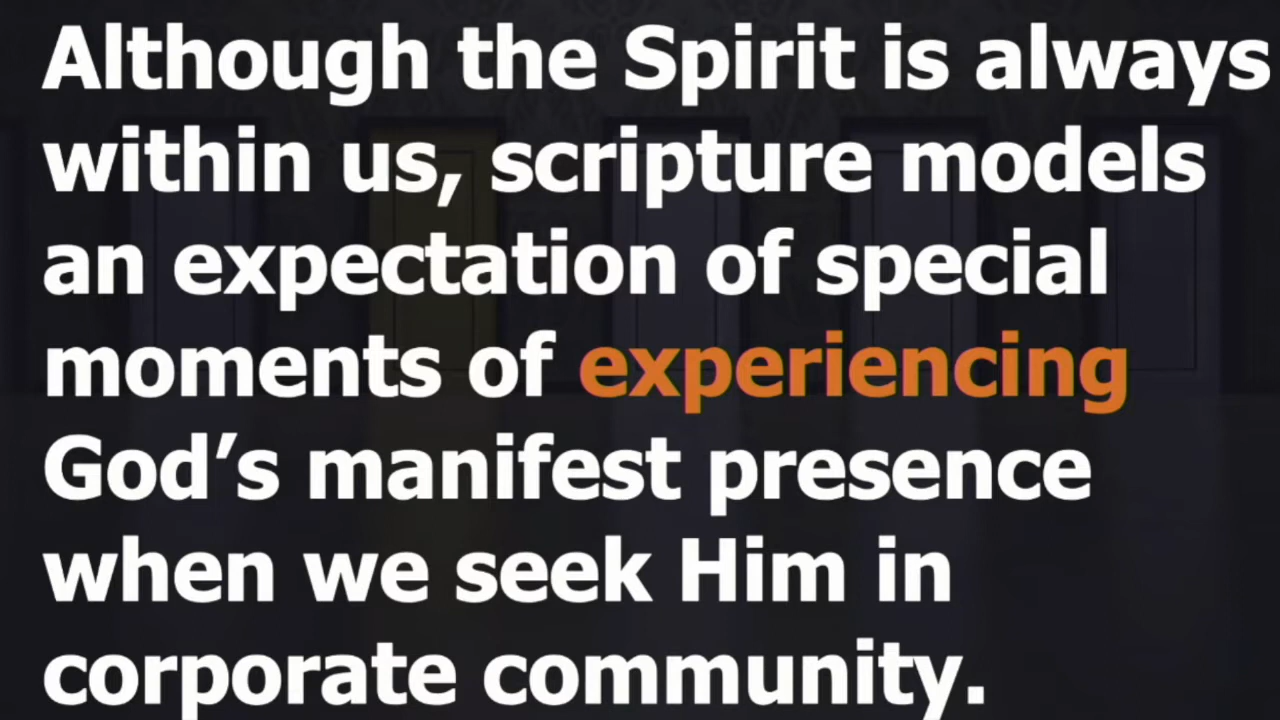 Although the Spirit is always
within us, scripture models
an expectation of special
moments of experiencing
God’s manifest presence
when we seek Him in
corporate community.